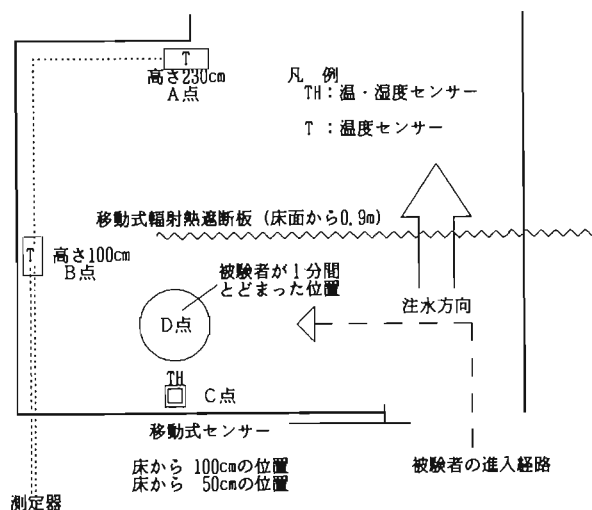 T
高さ230cm
A点
凡 例
TH：温・湿度センサー
T ：温度センサー
移動式輻射熱遮断板（床面から0.9m）
T
高さ100cm
B点
被験者が1分間
とどまった位置
D点
注水方向
TH
C点
移動式センサー
床から 100cmの位置
床から 50cmの位置
被験者の進入経路
測定器